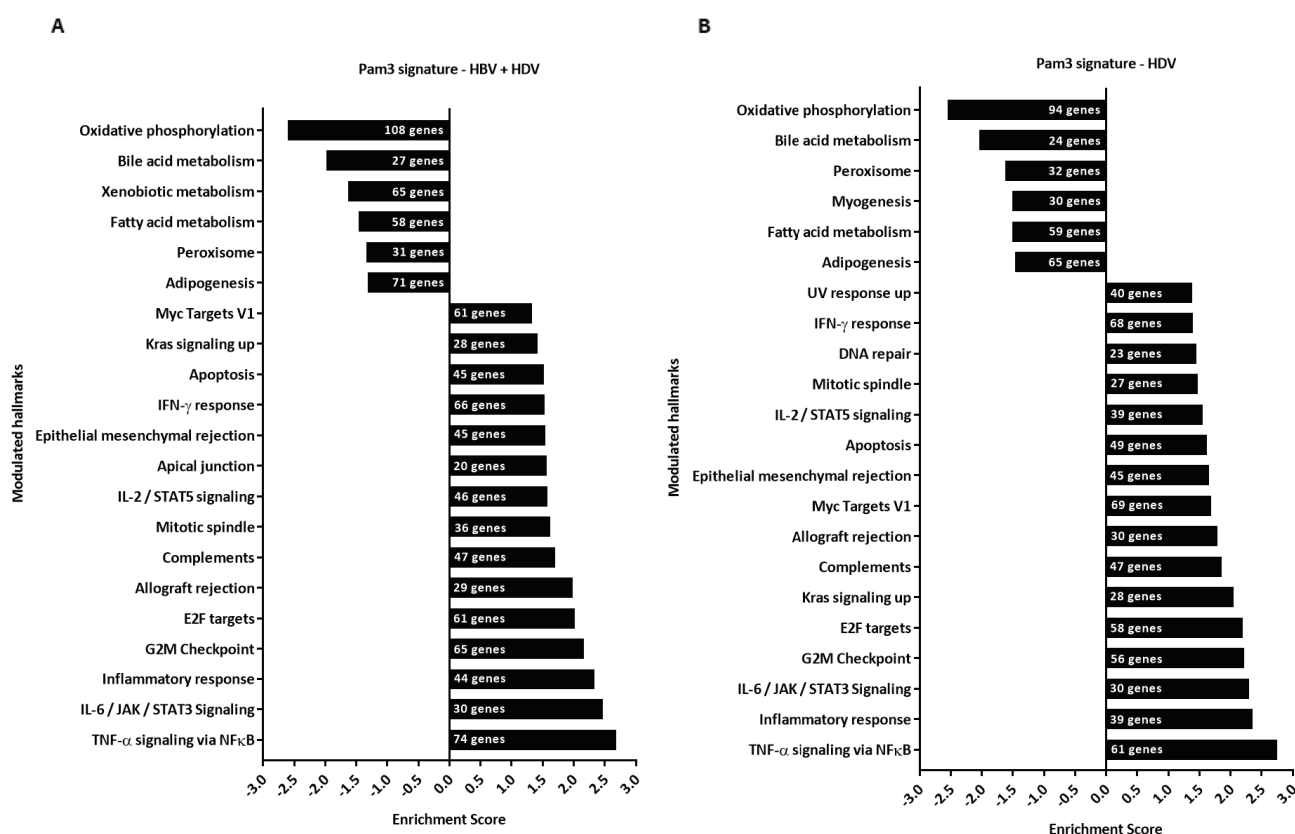 A
Pam3 signature - HBV + HDV
Modulated hallmarks
Oxidative phosphorylation 108 genes
Bile acid metabolism 27 genes
Xenobiotic metabolism 65 genes
Fatty acid metabolism 58 genes
Peroxisome 31 genes
Adipogenesis 71 genes
Myc Targets V1 61 genes
Kras signaling up 28 genes
Apoptosis 45 genes
IFN-γ response 66 genes
Epithelial mesenchymal rejection 45 genes
Apical junction 20 genes
IL-2 / STAT5 signaling 46 genes
Mitotic spindle 36 genes
Complements 47 genes
Allograft rejection 29 genes
E2F targets 61 genes
G2M Checkpoint 65 genes
Inflammatory response 44 genes
IL-6 / JAK / STAT3 Signaling 30 genes
TNF-α signaling via NFκB 74 genes
-3.0 -2.5 -2.0 -1.5 -1.0 -0.5 0.0 0.5 1.0 1.5 2.0 2.5 3.0
Enrichment Score
B
Pam3 signature - HDV
Modulated hallmarks
Oxidative phosphorylation 94 genes
Bile acid metabolism 24 genes
Peroxisome 32 genes
Myogenesis 30 genes
Fatty acid metabolism 59 genes
Adipogenesis 65 genes
UV response up 40 genes
IFN-γ response 68 genes
DNA repair 23 genes
Mitotic spindle 27 genes
IL-2 / STAT5 signaling 39 genes
Apoptosis 49 genes
Epithelial mesenchymal rejection 45 genes
Myc Targets V1 69 genes
Allograft rejection 30 genes
Complements 47 genes
Kras signaling up 28 genes
E2F targets 58 genes
G2M Checkpoint 56 genes
IL-6 / JAK / STAT3 Signaling 30 genes
Inflammatory response 39 genes
TNF-α signaling via NFκB 61 genes
-3.0 -2.5 -2.0 -1.5 -1.0 -0.5 0.0 0.5 1.0 1.5 2.0 2.5 3.0
Enrichment Score